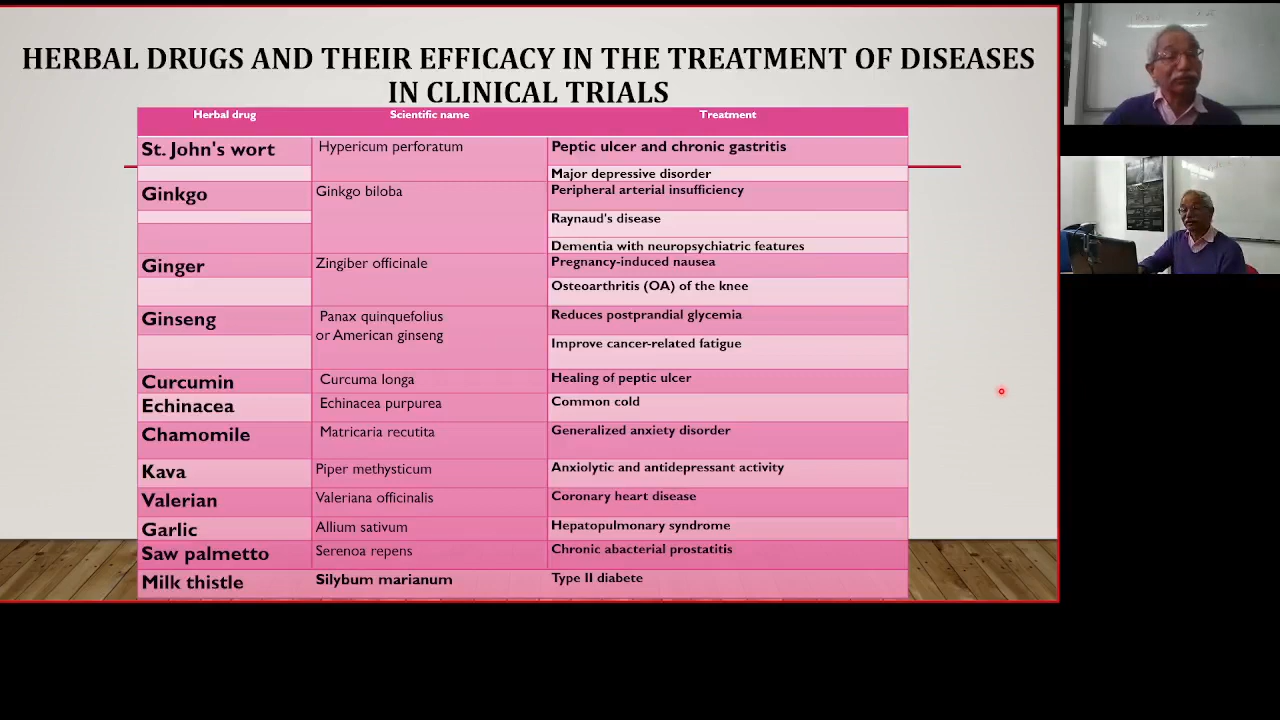 HERBAL DRUGS AND THEIR EFFICACY IN THE TREATMENT OF DISEASES
IN CLINICAL TRIALS
Herbal drug Scientific name Treatment
St. John's wort Hypericum perforatum Peptic ulcer and chronic gastritis
Major depressive disorder
Ginkgo Ginkgo biloba Peripheral arterial insufficiency
Raynaud's disease
Dementia with neuropsychiatric features
Ginger Zingiber officinale Pregnancy-induced nausea
Osteoarthritis (OA) of the knee
Ginseng Panax quinquefolius Reduces postprandial glycemia
or American ginseng
Improve cancer-related fatigue
Curcumin Curcuma longa Healing of peptic ulcer
Echinacea Echinacea purpurea Common cold
Chamomile Matricaria recutita Generalized anxiety disorder
Kava Piper methysticum Anxiolytic and antidepressant activity
Valerian Valeriana officinalis Coronary heart disease
Garlic Allium sativum Hepatopulmonary syndrome
Saw palmetto Serenoa repens Chronic abacterial prostatitis
Milk thistle Silybum marianum Type II diabete